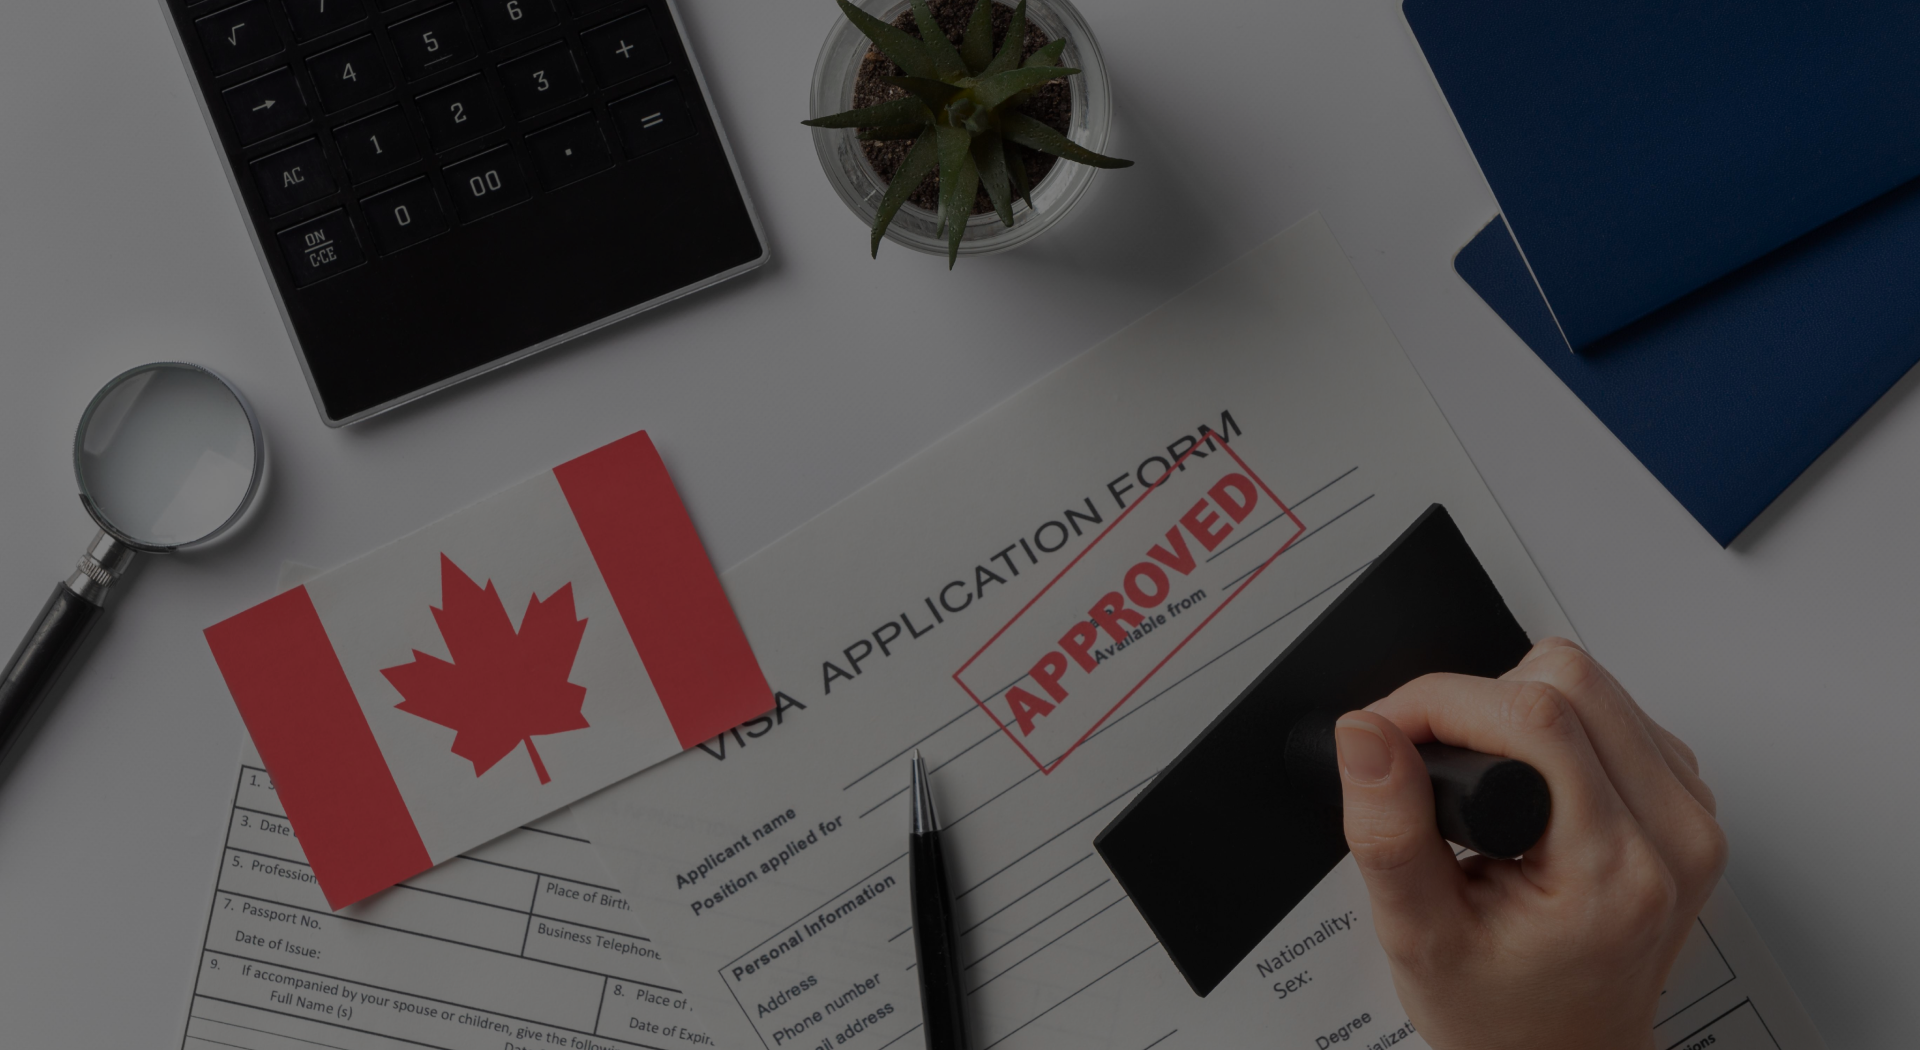 √ 7
6
→ 4 5 3 +
AC 1 2 . =
ON
C·CE 0 00
VISA APPLICATION FORM
APPROVED
Available from
Applicant name
Position applied for
Personal Information
Address
Phone number
Nationality:
Sex:
Degree
1.
3. Date
5. Profession
Place of Birth
7. Passport No.
Date of Issue:
Business Telephone
9. If accompanied by your spouse or children, give the
Full Name (s)
8. Place of
Date of